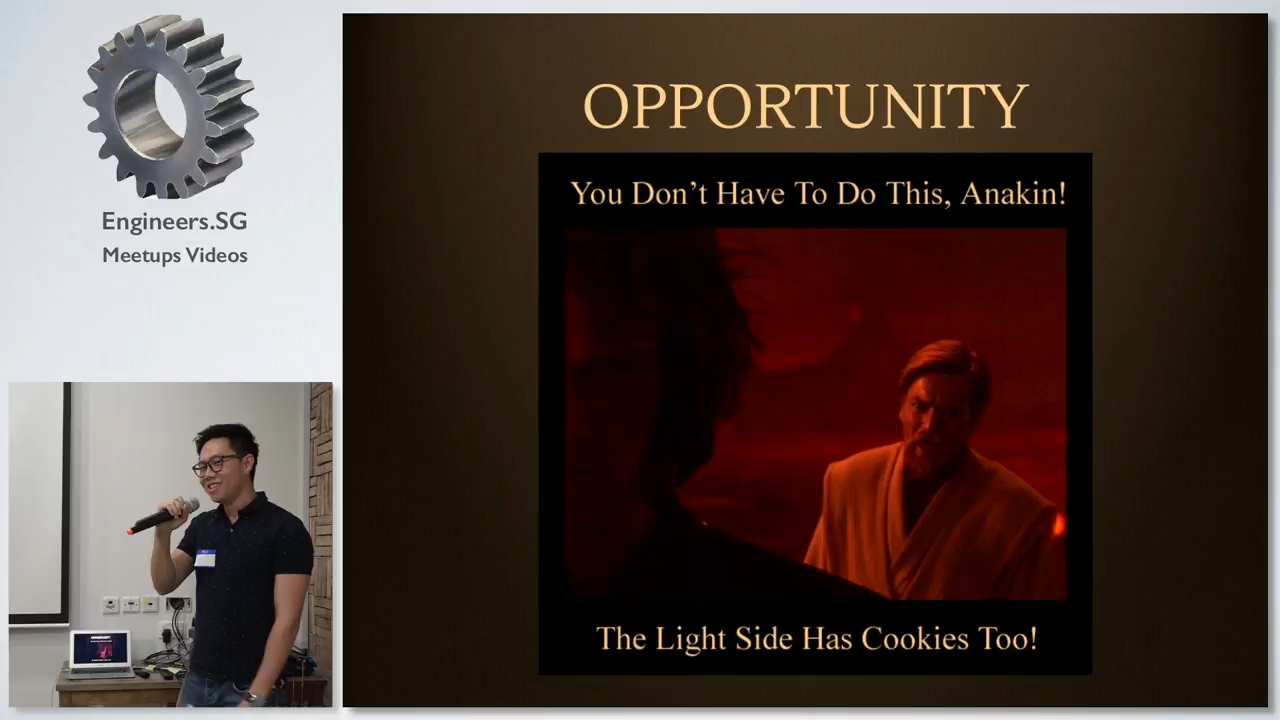 Engineers.SG
Meetups Videos
OPPORTUNITY
You Don't Have To Do This, Anakin!
The Light Side Has Cookies Too!